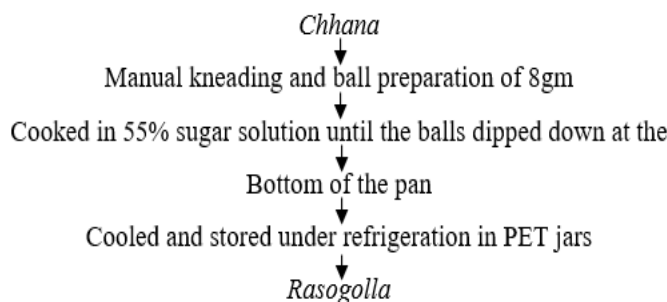 Chhana
Manual kneading and ball preparation of 8gm
Cooked in 55% sugar solution until the balls dipped down at the
Bottom of the pan
Cooled and stored under refrigeration in PET jars
Rasogolla